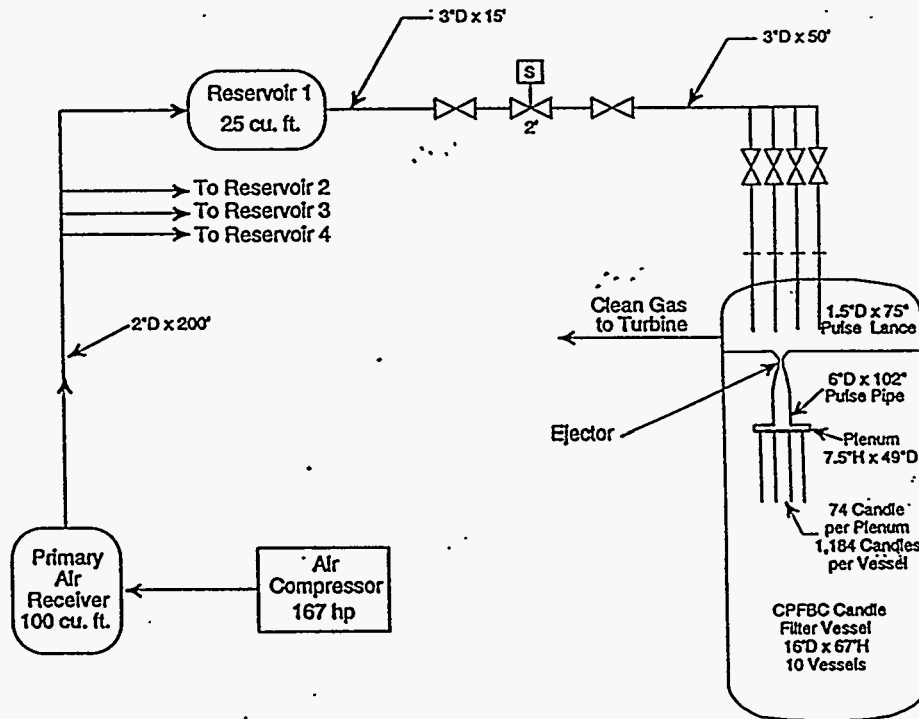 3"D x 15'
3"D x 50'
S
Reservoir 1
25 cu. ft.
2"
To Reservoir 2
To Reservoir 3
To Reservoir 4
2"D x 200'
Clean Gas
to Turbine
1.5"D x 75"
Pulse Lance
6"D x 102"
Pulse Pipe
Ejector
Plenum
7.5"H x 49"D
74 Candle
per Plenum
1,184 Candles
per Vessel
Primary
Air
Receiver
100 cu. ft.
Air
Compressor
167 hp
CPFBC Candle
Filter Vessel
16'D x 67'H
10 Vessels